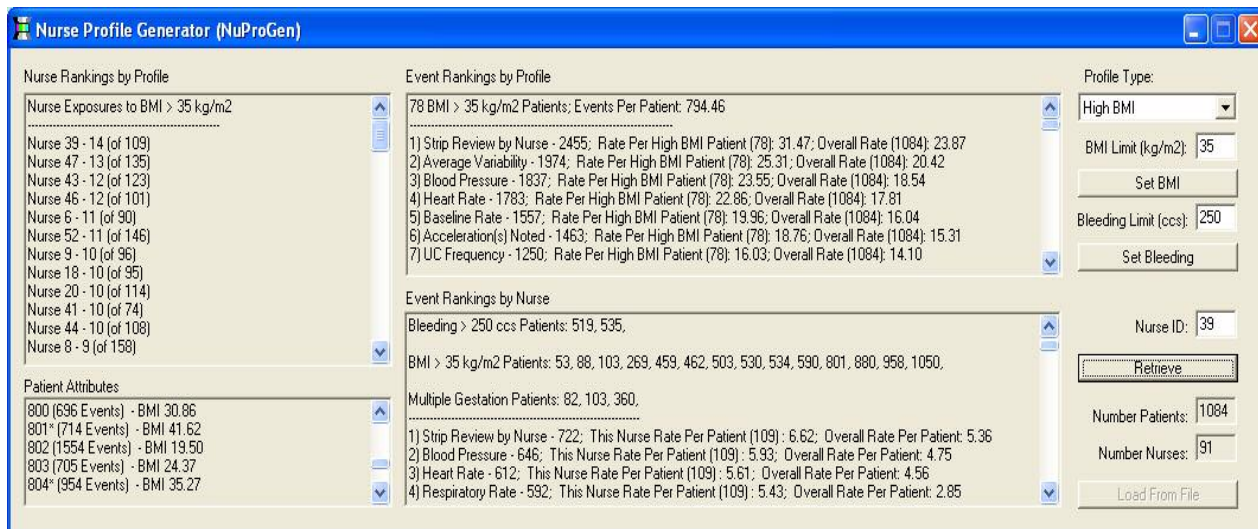 Nurse Profile Generator (NuProGen)
Nurse Rankings by Profile
Nurse Exposures to BMI > 35 kg/m2
------------------------------------------------
Nurse 39 - 14 (of 109)
Nurse 47 - 13 (of 135)
Nurse 43 - 12 (of 123)
Nurse 46 - 12 (of 101)
Nurse 6 - 11 (of 90)
Nurse 52 - 11 (of 146)
Nurse 9 - 10 (of 96)
Nurse 18 - 10 (of 95)
Nurse 20 - 10 (of 114)
Nurse 41 - 10 (of 74)
Nurse 44 - 10 (of 108)
Nurse 8 - 9 (of 158)
Patient Attributes
800 (696 Events) - BMI 30.86
801* (714 Events) - BMI 41.62
802 (1554 Events) - BMI 19.50
803 (705 Events) - BMI 24.37
804* (954 Events) - BMI 35.27
Event Rankings by Profile
78 BMI > 35 kg/m2 Patients; Events Per Patient: 794.46
------------------------------------------------
1) Strip Review by Nurse - 2455; Rate Per High BMI Patient (78): 31.47; Overall Rate (1084): 23.87
2) Average Variability - 1974; Rate Per High BMI Patient (78): 25.31; Overall Rate (1084): 20.42
3) Blood Pressure - 1837; Rate Per High BMI Patient (78): 23.55; Overall Rate (1084): 18.54
4) Heart Rate - 1783; Rate Per High BMI Patient (78): 22.86; Overall Rate (1084): 17.81
5) Baseline Rate - 1557; Rate Per High BMI Patient (78): 19.96; Overall Rate (1084): 16.04
6) Acceleration(s) Noted - 1463; Rate Per High BMI Patient (78): 18.76; Overall Rate (1084): 15.31
7) UC Frequency - 1250; Rate Per High BMI Patient (78): 16.03; Overall Rate (1084): 14.10
Event Rankings by Nurse
Bleeding > 250 ccs Patients: 519, 535,
BMI > 35 kg/m2 Patients: 53, 88, 103, 269, 459, 462, 503, 530, 534, 590, 801, 880, 958, 1050,
Multiple Gestation Patients: 82, 103, 360,
------------------------------------------------
1) Strip Review by Nurse - 722; This Nurse Rate Per Patient (109) : 6.62; Overall Rate Per Patient: 5.36
2) Blood Pressure - 646; This Nurse Rate Per Patient (109) : 5.93; Overall Rate Per Patient: 4.75
3) Heart Rate - 612; This Nurse Rate Per Patient (109) : 5.61; Overall Rate Per Patient: 4.56
4) Respiratory Rate - 592; This Nurse Rate Per Patient (109) : 5.43; Overall Rate Per Patient: 2.85
Profile Type:
High BMI
BMI Limit (kg/m2): 35
Set BMI
Bleeding Limit (ccs): 250
Set Bleeding
Nurse ID: 39
Retrieve
Number Patients: 1084
Number Nurses: 91
Load From File